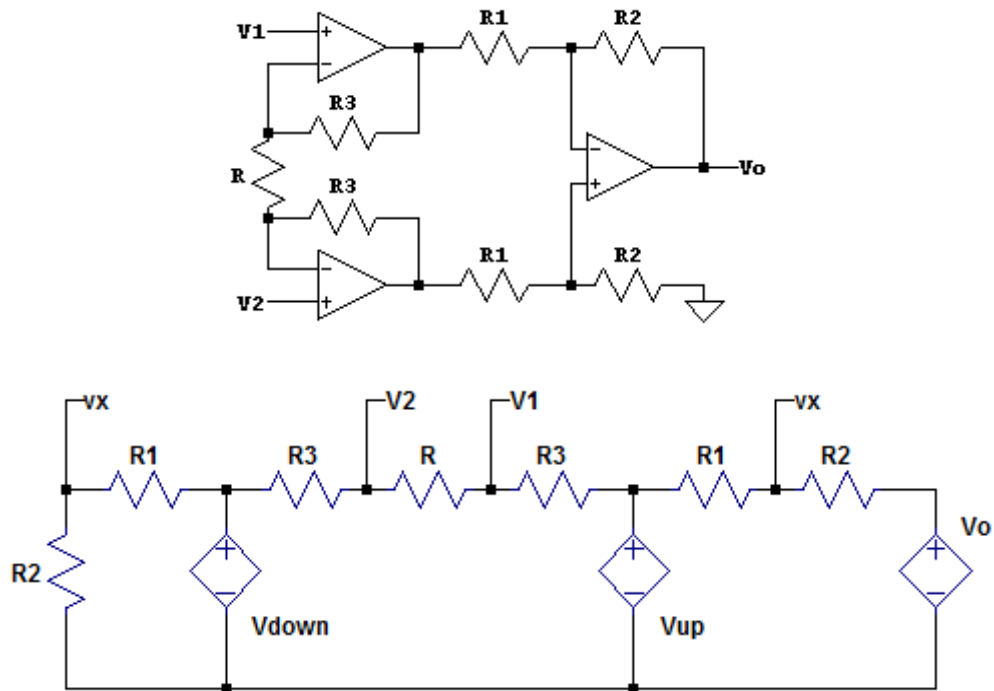 R1 R2
V1
+
-
R3
R
-
Vo
+
R3
-
R1 R2
V2
+
vx V2 V1 vx
R1 R3 R R3 R1 R2
Vo
+ + +
R2
- - -
Vdown Vup